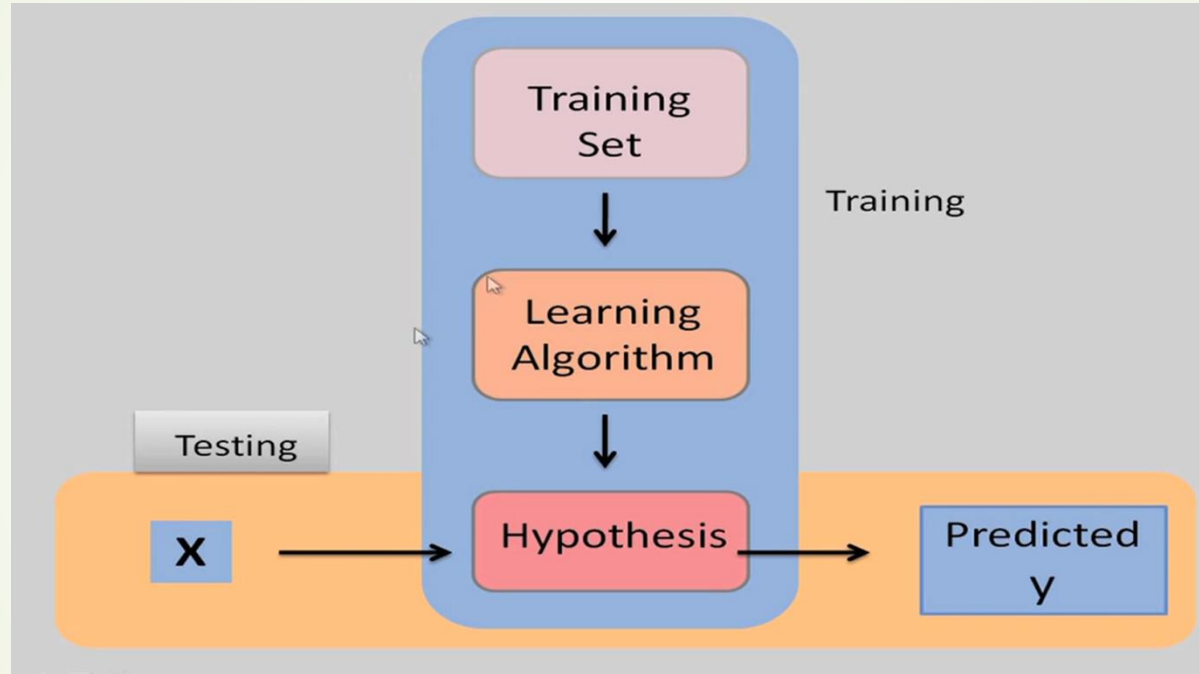 Training
Set
Training
Learning
Algorithm
Testing
Hypothesis
X
Predicted
y